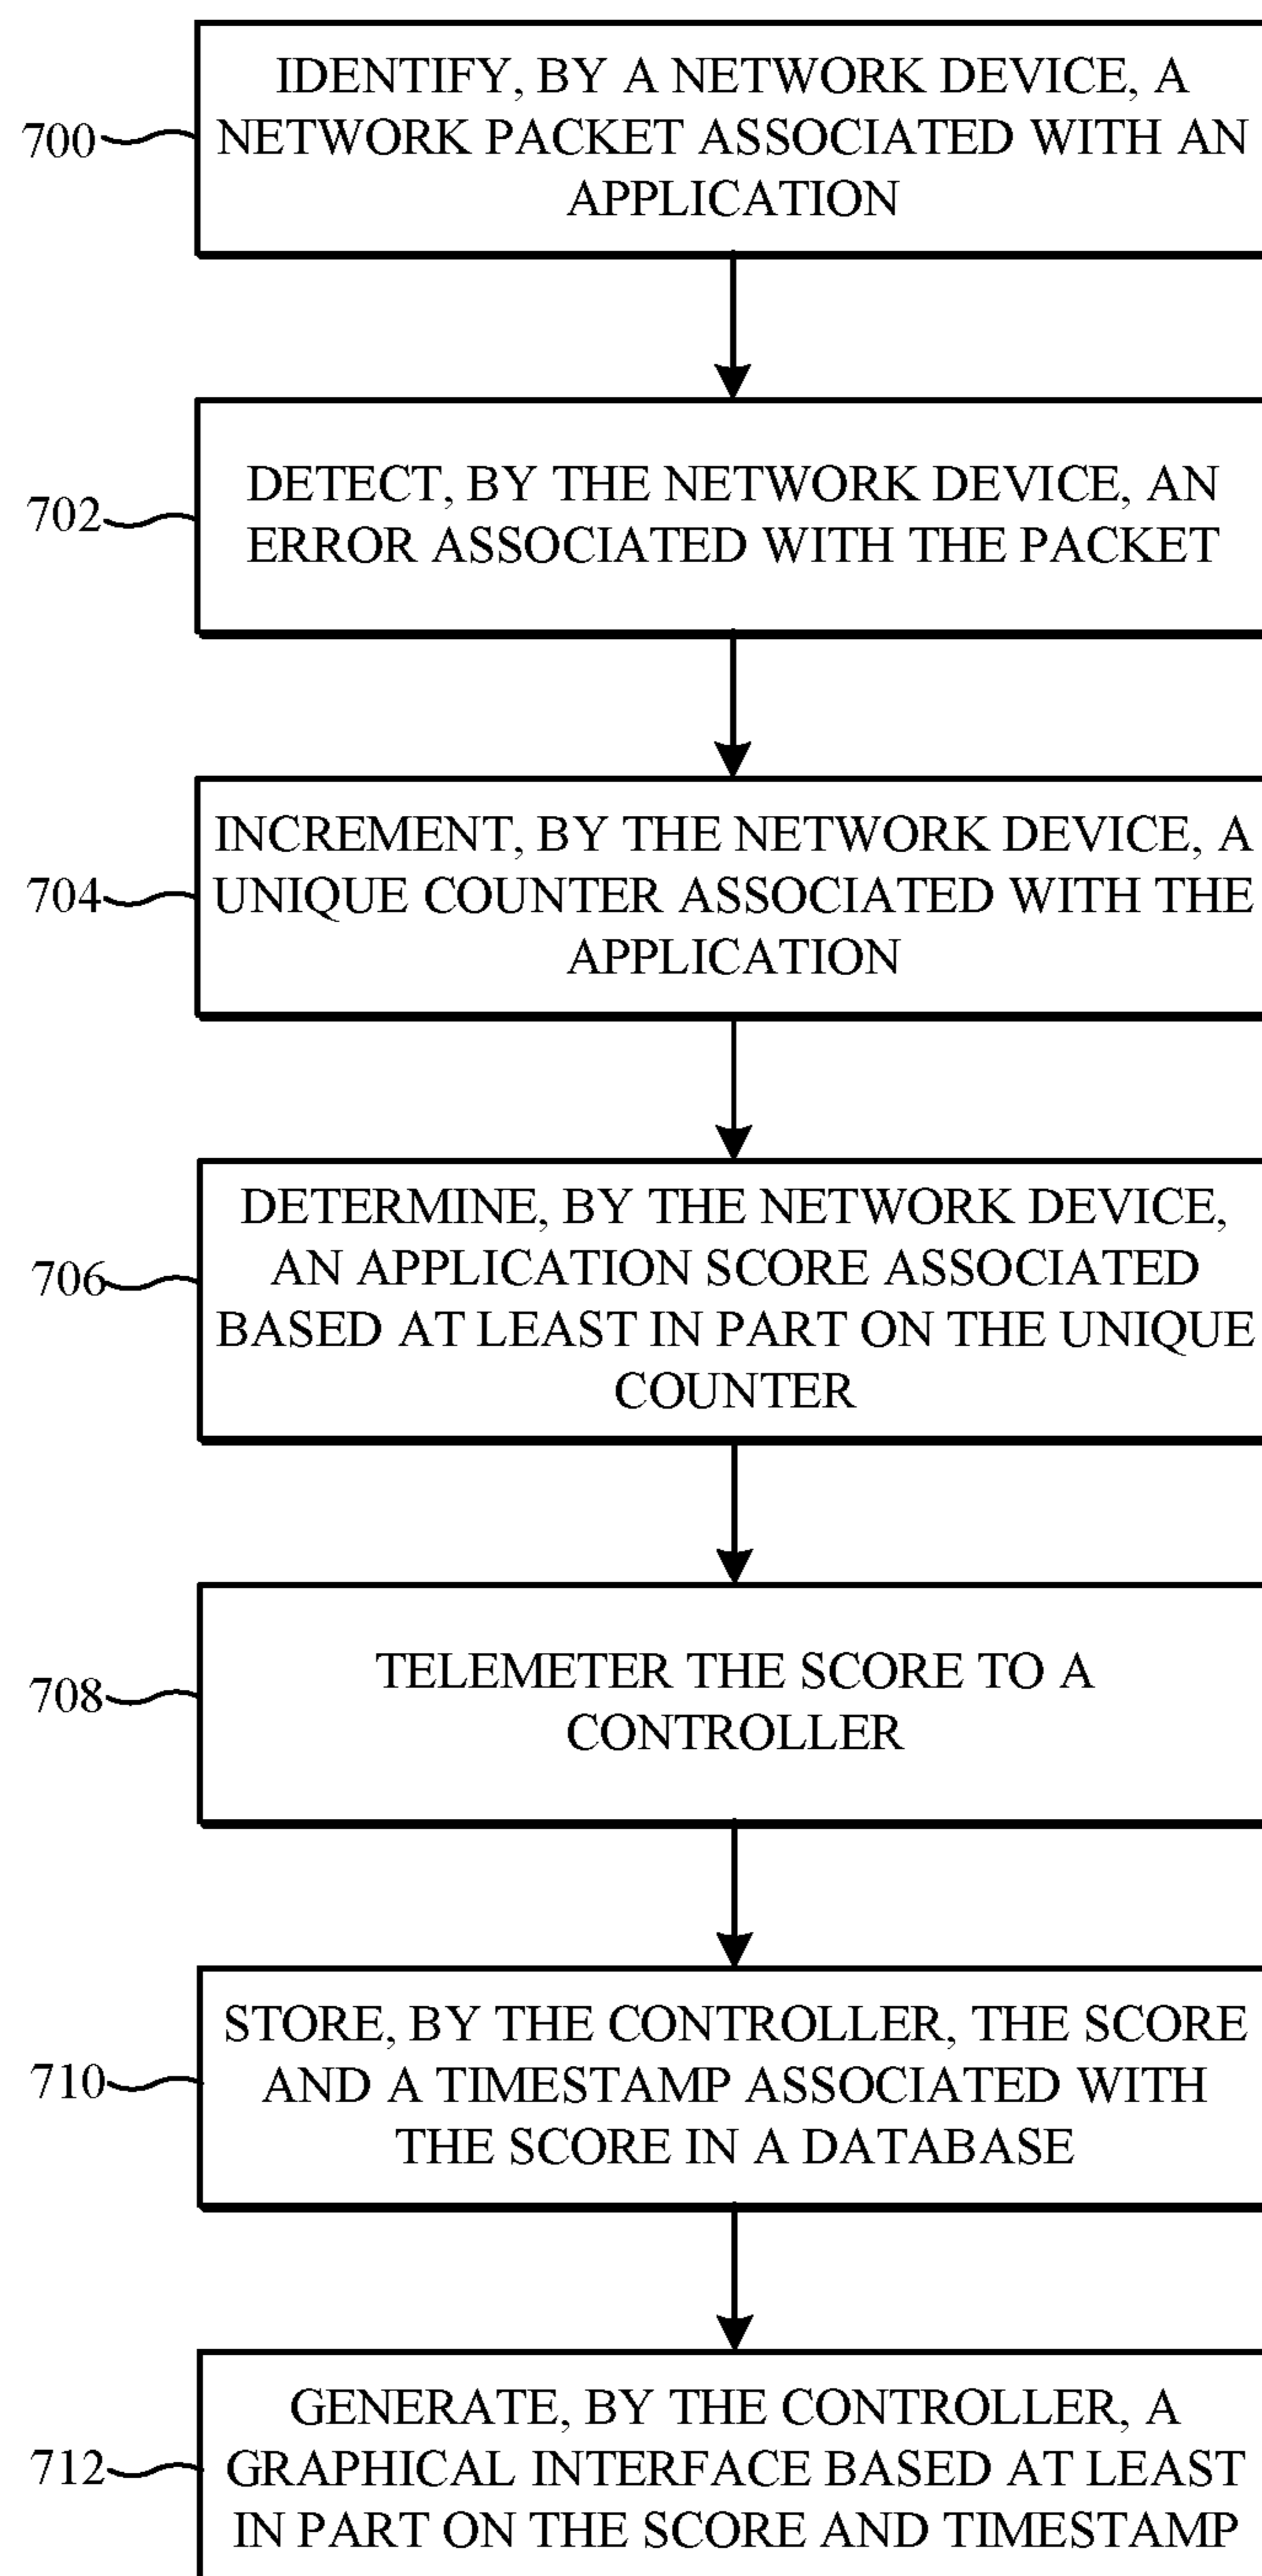 IDENTIFY, BY A NETWORK DEVICE, A
700
NETWORK PACKET ASSOCIATED WITH AN
APPLICATION
DETECT, BY THE NETWORK DEVICE, AN
702
ERROR ASSOCIATED WITH THE PACKET
INCREMENT, BY THE NETWORK DEVICE, A
704
UNIQUE COUNTER ASSOCIATED WITH THE
APPLICATION
DETERMINE, BY THE NETWORK DEVICE,
706
AN APPLICATION SCORE ASSOCIATED
BASED AT LEAST IN PART ON THE UNIQUE
COUNTER
708
TELEMETER THE SCORE TO A
CONTROLLER
STORE, BY THE CONTROLLER, THE SCORE
710
AND A TIMESTAMP ASSOCIATED WITH
THE SCORE IN A DATABASE
GENERATE, BY THE CONTROLLER, A
712
GRAPHICAL INTERFACE BASED AT LEAST
IN PART ON THE SCORE AND TIMESTAMP